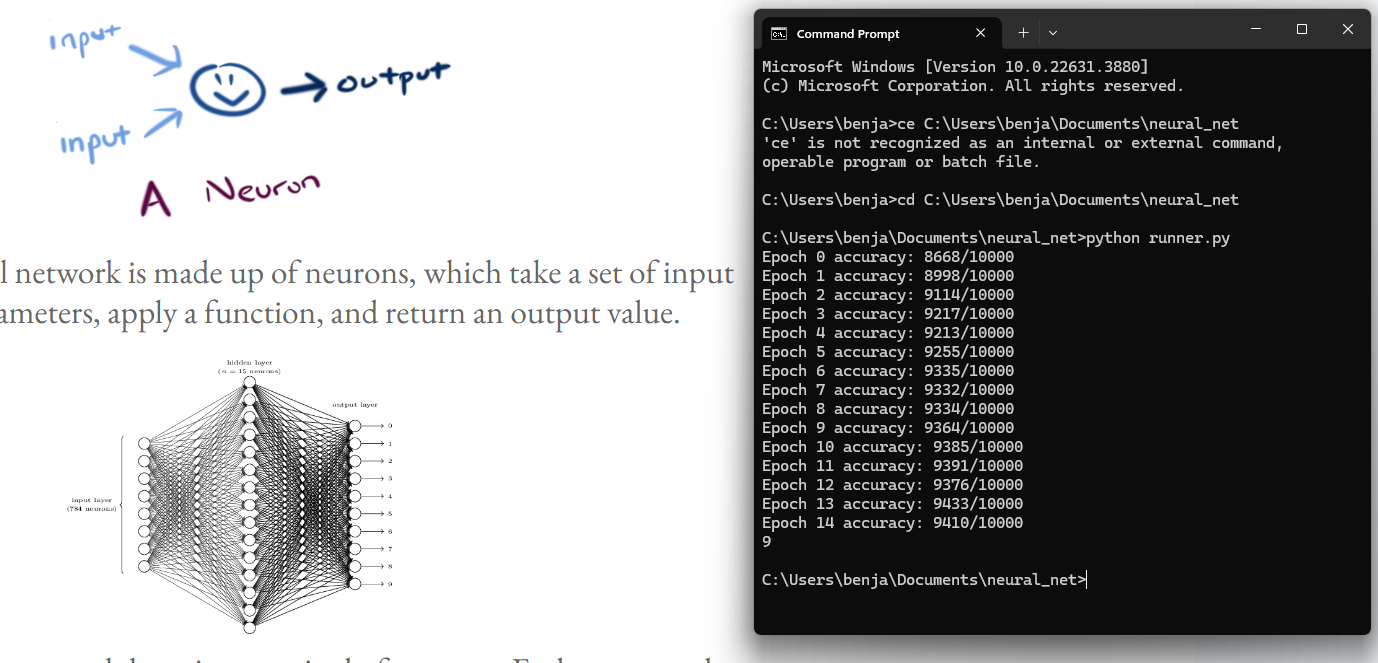 input
output
input
A Neuron
l network is made up of neurons, which take a set of input
ameters, apply a function, and return an output value.
hidden layer
(n = 15 neurons)
output layer
0
1
2
3
4
5
6
7
8
9
input layer
(784 neurons)
Command Prompt
Microsoft Windows [Version 10.0.22631.3880]
(c) Microsoft Corporation. All rights reserved.
C:\Users\benja>ce C:\Users\benja\Documents\neural_net
'ce' is not recognized as an internal or external command,
operable program or batch file.
C:\Users\benja>cd C:\Users\benja\Documents\neural_net
C:\Users\benja\Documents\neural_net>python runner.py
Epoch 0 accuracy: 8668/10000
Epoch 1 accuracy: 8998/10000
Epoch 2 accuracy: 9114/10000
Epoch 3 accuracy: 9217/10000
Epoch 4 accuracy: 9213/10000
Epoch 5 accuracy: 9255/10000
Epoch 6 accuracy: 9335/10000
Epoch 7 accuracy: 9332/10000
Epoch 8 accuracy: 9334/10000
Epoch 9 accuracy: 9364/10000
Epoch 10 accuracy: 9385/10000
Epoch 11 accuracy: 9391/10000
Epoch 12 accuracy: 9376/10000
Epoch 13 accuracy: 9433/10000
Epoch 14 accuracy: 9410/10000
9
C:\Users\benja\Documents\neural_net>